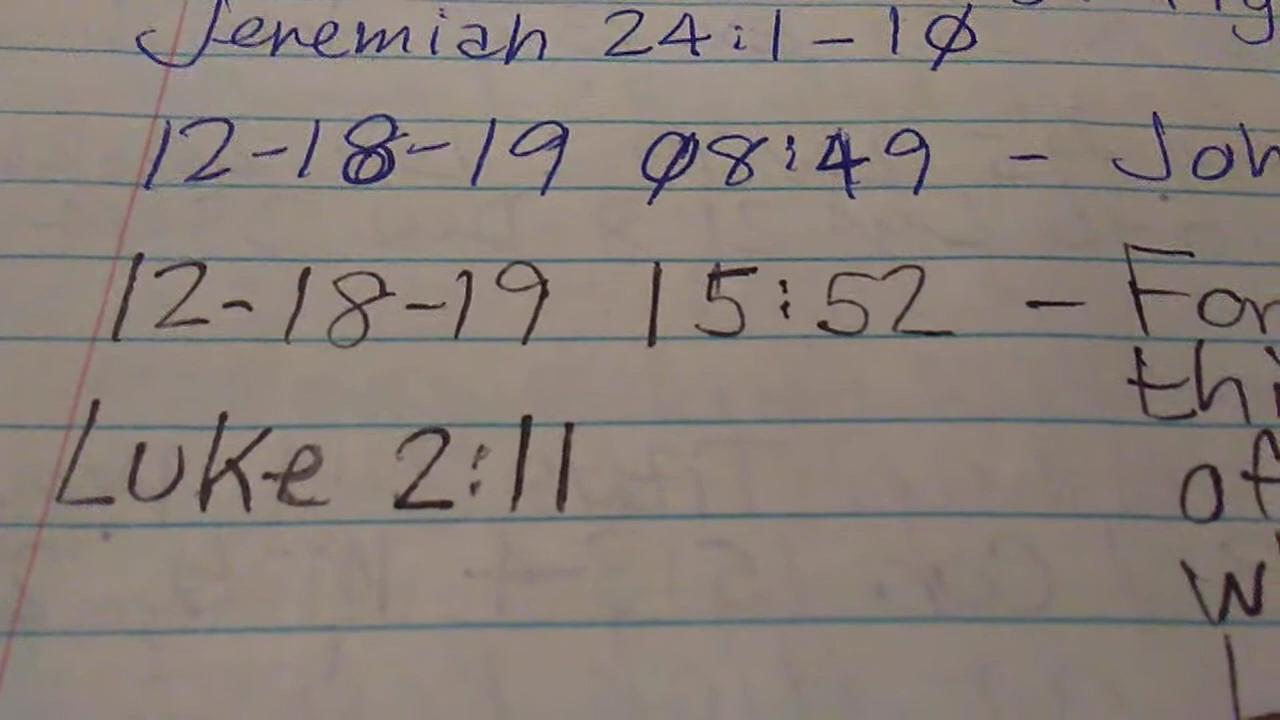 Jeremiah 24:1-10
12-18-19 08:49 - Joh
12-18-19 15:52 - For
thi
of
Luke 2:11
w